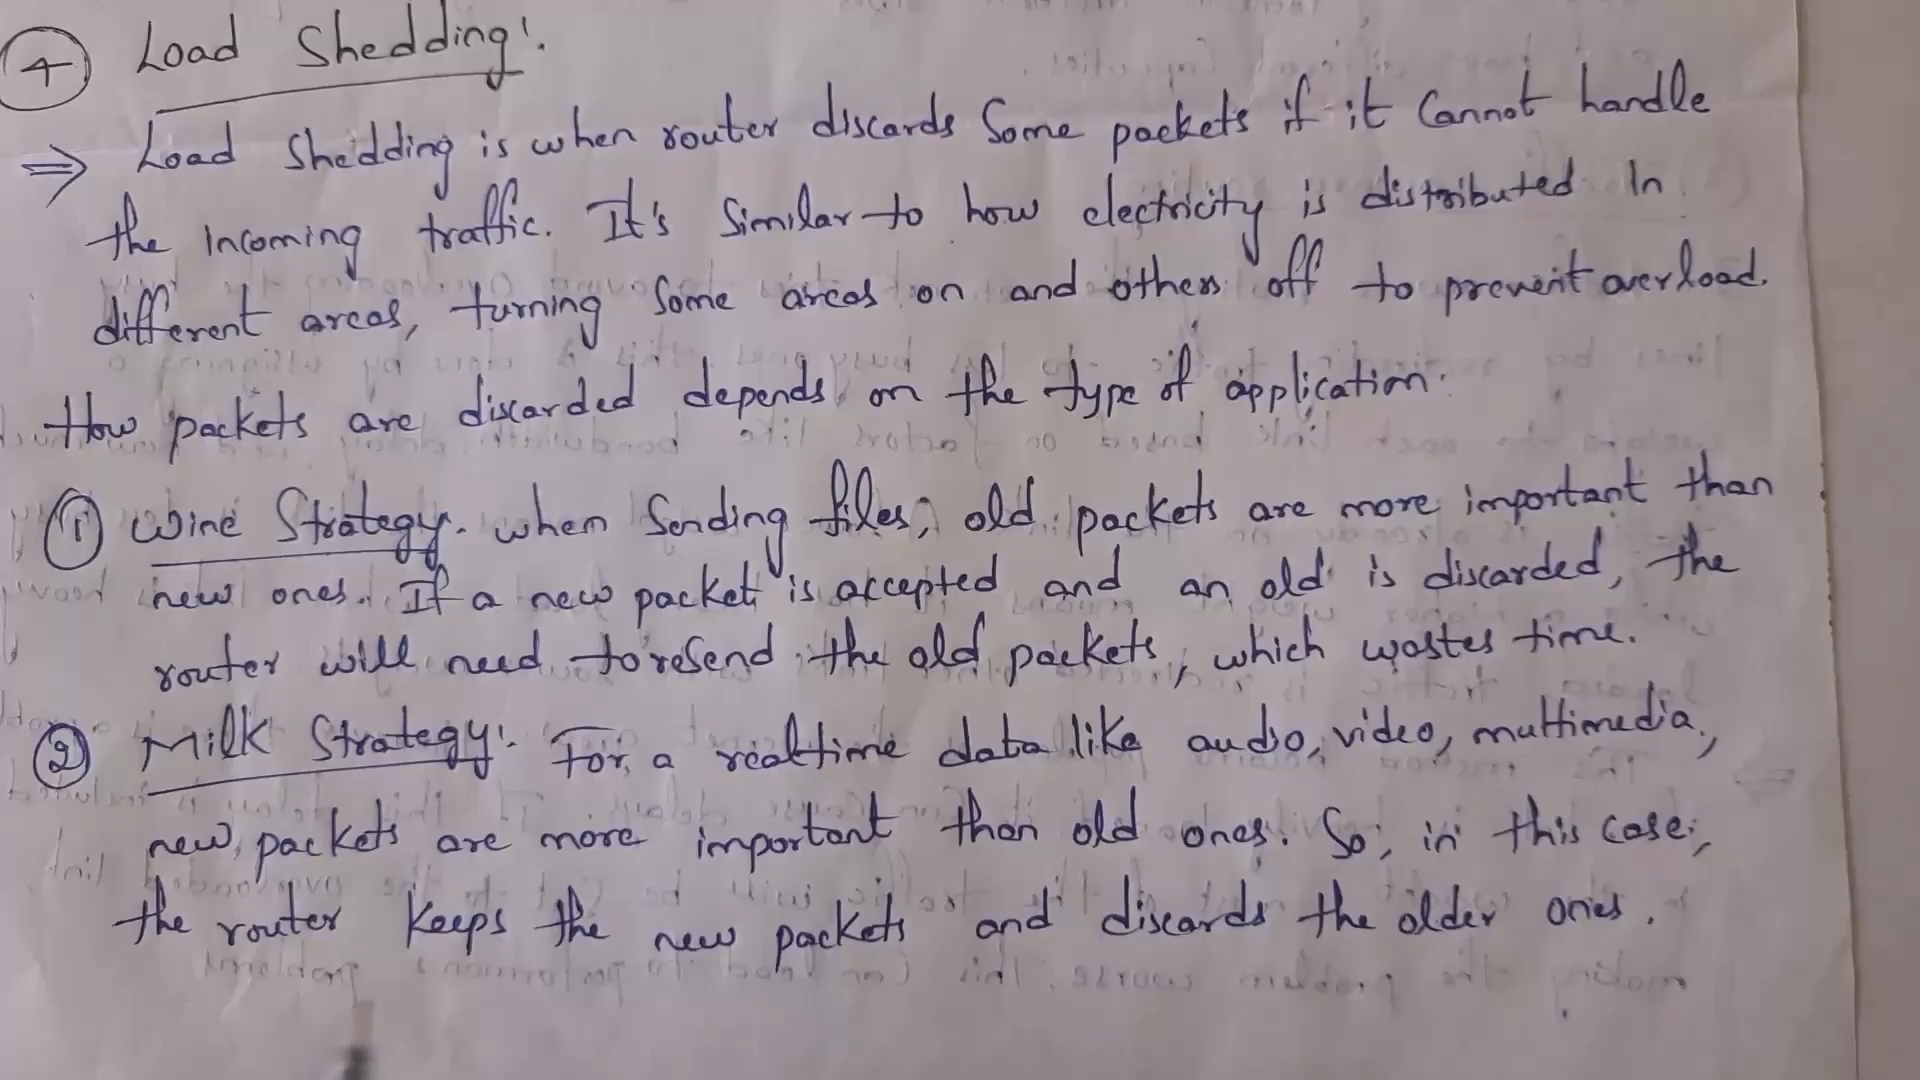 4 Load Shedding:
⇒ Load Shedding is when router discards Some packets if it Cannot handle
the incoming traffic. It's Similar to how electricity is distributed in
different areas, turning Some areas on and others off to prevent overload.
How packets are discarded depends on the type of application.
1 Wine Strategy. when Sending files, old packets are more important than
new ones. If a new packet is accepted and an old is discarded, the
router will need to resend the old packets, which wastes time.
2 Milk Strategy: For a realtime data like audio, video, multimedia,
new packets are more important than old ones. So, in this case,
the router keeps the new packets and discards the older ones.